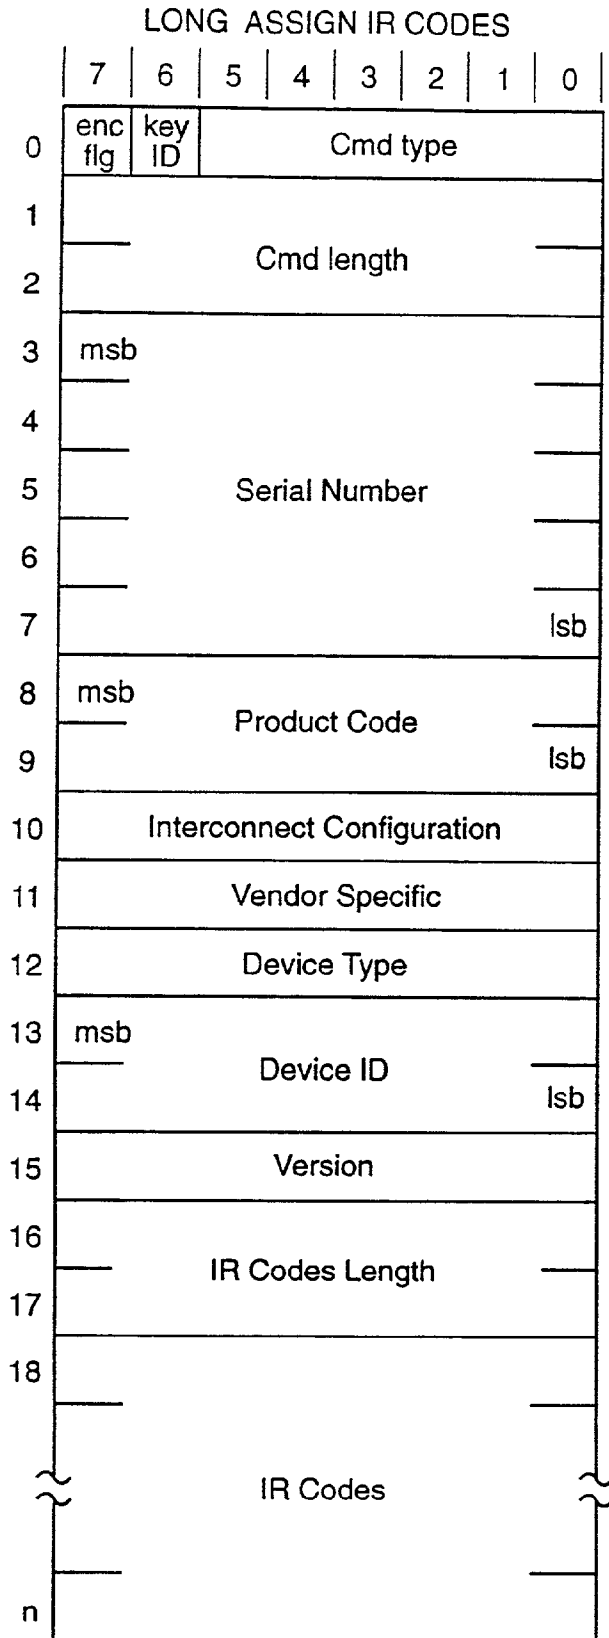 LONG ASSIGN IR CODES
7 6 5 4 3 2 1 0
0 enc flg key ID Cmd type
1
Cmd length
2
3 msb
4
5 Serial Number
6
7 lsb
8 msb
Product Code
9 lsb
10 Interconnect Configuration
11 Vendor Specific
12 Device Type
13 msb
Device ID
14 lsb
15 Version
16
IR Codes Length
17
18
IR Codes
n